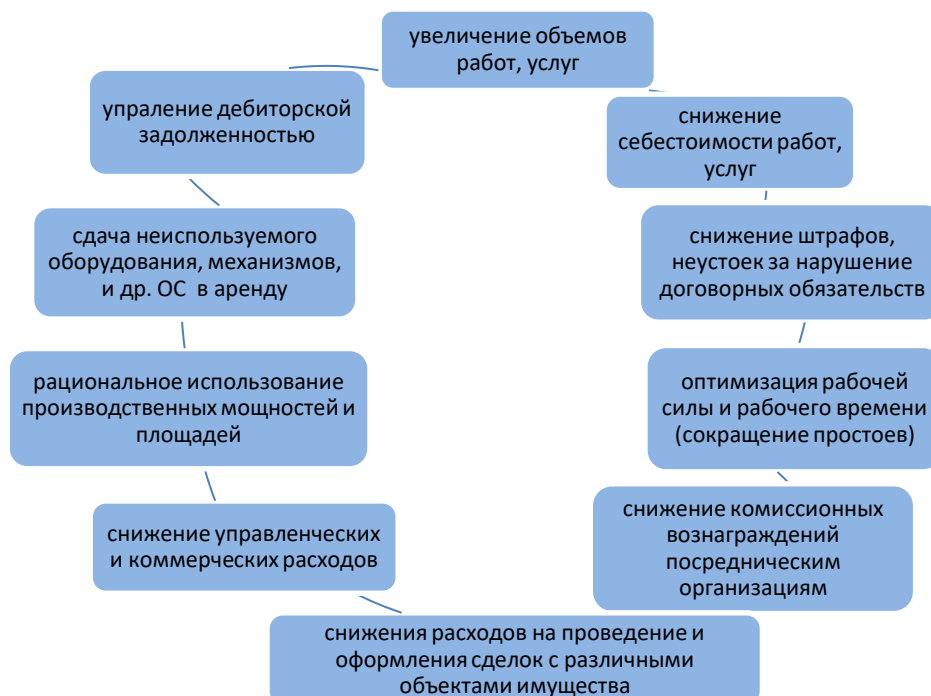 увеличение объемов
работ, услуг
снижение
себестоимости работ,
услуг
снижение штрафов,
неустоек за нарушение
договорных обязательств
оптимизация рабочей
силы и рабочего времени
(сокращение простоев)
снижение комиссионных
вознаграждений
посредническим
организациям
снижения расходов на проведение и
оформления сделок с различными
объектами имущества
снижение управленческих
и коммерческих расходов
рациональное использование
производственных мощностей и
площадей
сдача неиспользуемого
оборудования, механизмов,
и др. ОС в аренду
упраление дебиторской
задолженностью